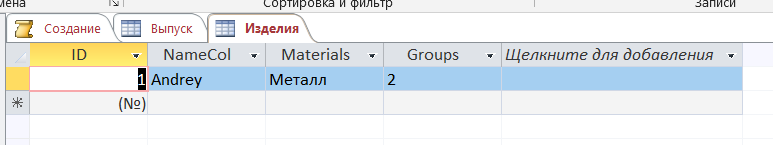 мена Сортировка и фильтр Записи
Создание Выпуск Изделия
ID NameCol Materials Groups Щелкните для добавления
1 Andrey Металл 2
(№)